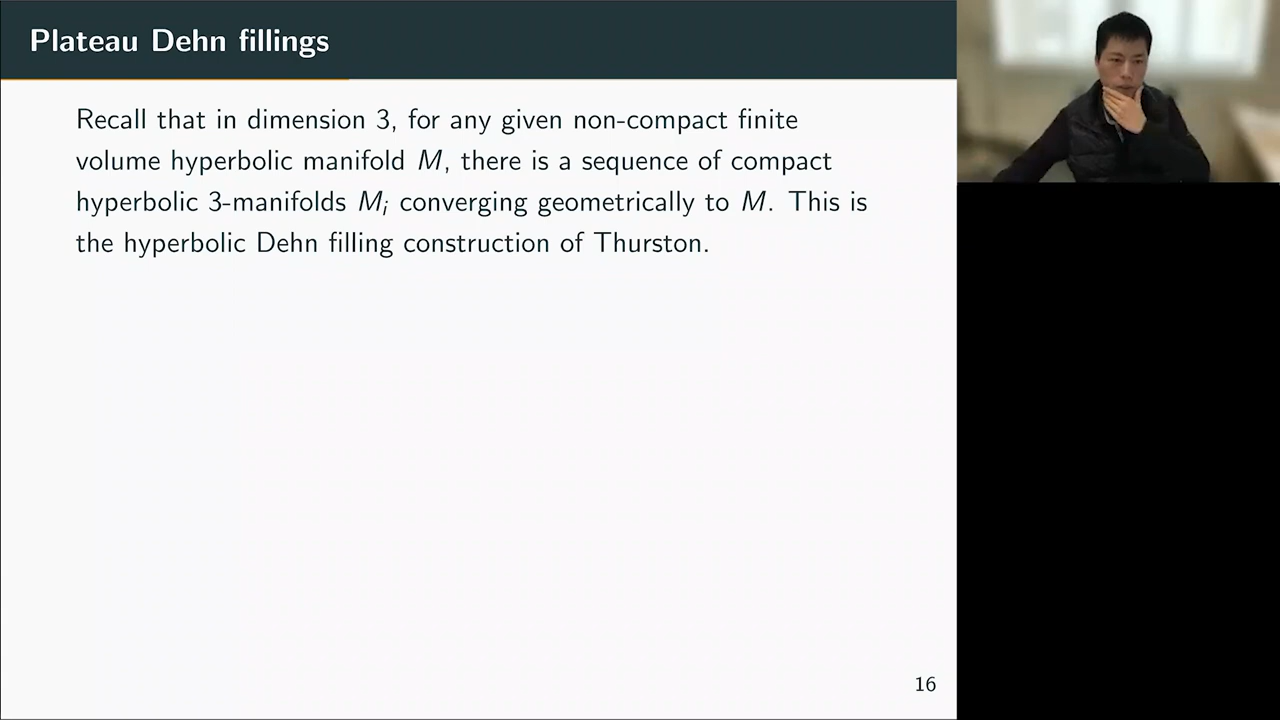 Plateau Dehn fillings
Recall that in dimension 3, for any given non-compact finite
volume hyperbolic manifold M, there is a sequence of compact
hyperbolic 3-manifolds Mᵢ converging geometrically to M. This is
the hyperbolic Dehn filling construction of Thurston.
16